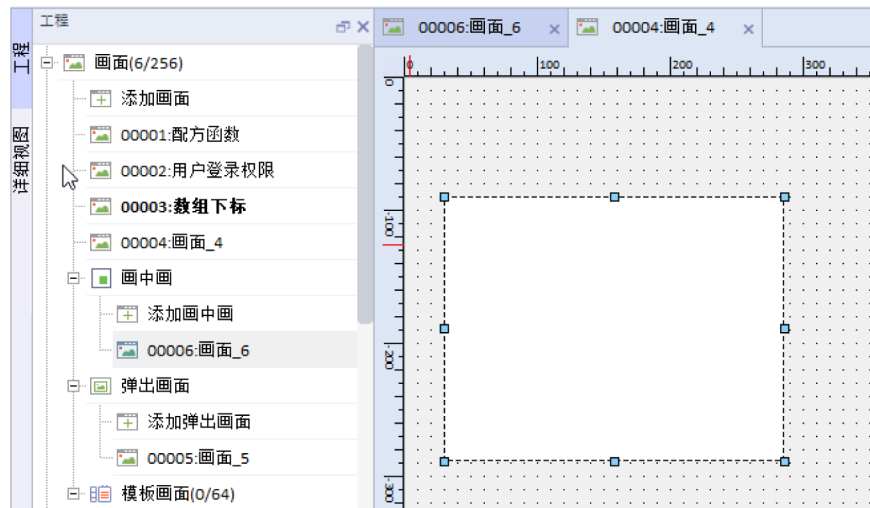 工程
工程
详细视图
画面(6/256)
添加画面
00001:配方函数
00002:用户登录权限
00003:数组下标
00004:画面_4
画中画
添加画中画
00006:画面_6
弹出画面
添加弹出画面
00005:画面_5
模板画面(0/64)
00006:画面_6
00004:画面_4
0
100
200
300
0
-100
-200
-300